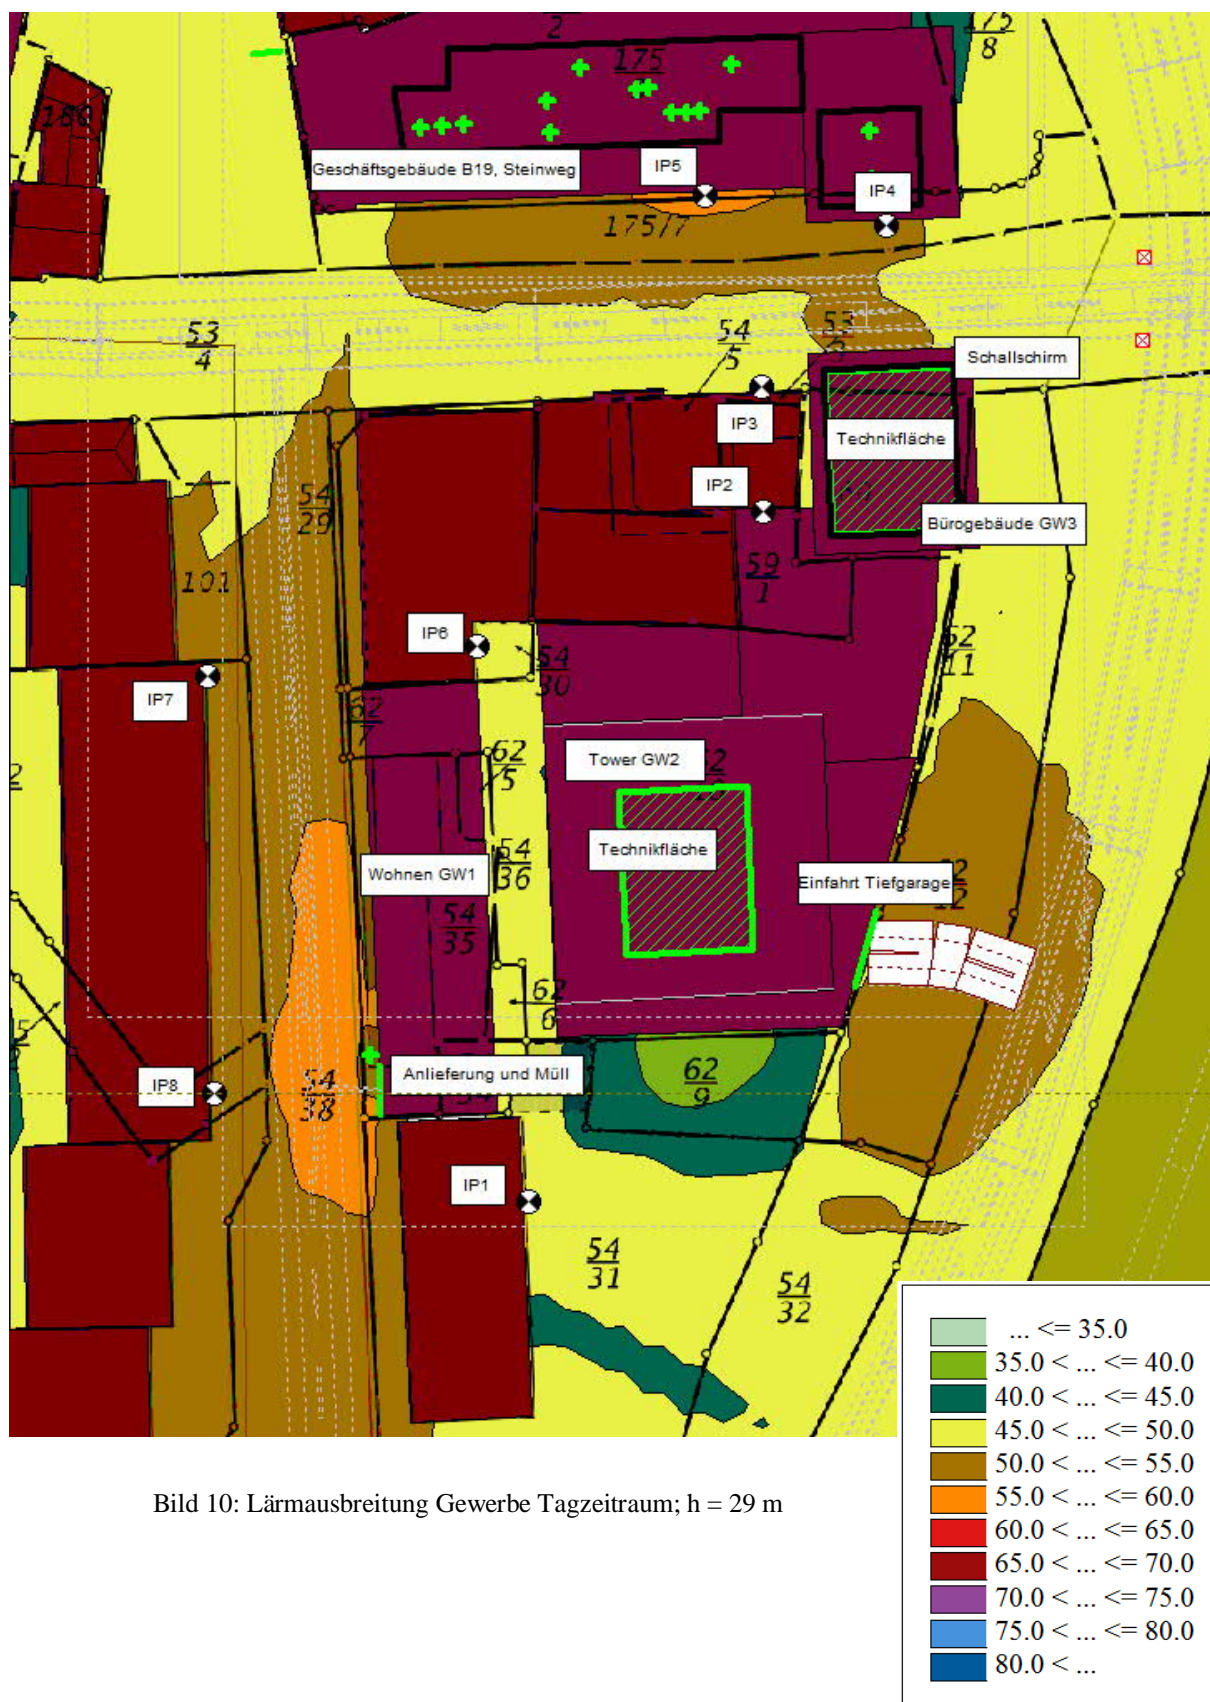 2
175
175
8
180
Geschäftsgebäude B19, Steinweg
IP5
IP4
175/7
53
4
54
5
53
Schallschirm
IP3
Technikfläche
IP2
54
29
Bürogebäude GW3
101
59
1
IP6
54
30
62
11
IP7
62
7
62
5
Tower GW2
62
54
36
Technikfläche
Wohnen GW1
Einfahrt Tiefgarage
62
12
54
35
62
6
Anlieferung und Müll
IP8
54
38
62
9
IP1
54
31
54
32
... <= 35.0
35.0 < ... <= 40.0
40.0 < ... <= 45.0
45.0 < ... <= 50.0
50.0 < ... <= 55.0
55.0 < ... <= 60.0
60.0 < ... <= 65.0
65.0 < ... <= 70.0
70.0 < ... <= 75.0
75.0 < ... <= 80.0
80.0 < ...
Bild 10: Lärmausbreitung Gewerbe Tagzeitraum; h = 29 m